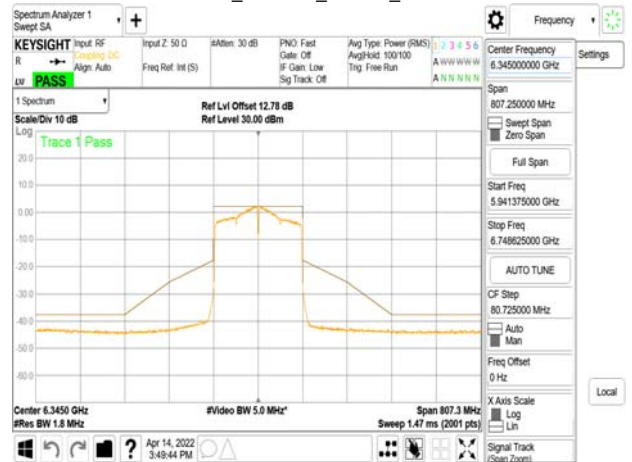 Spectrum Analyzer 1
Swept SA
Frequency
KEYSIGHT
Input: RF
Coupling: DC
Align: Auto
Input Z: 50 Ω
Freq Ref: Int (S)
#Atten: 30 dB
PNO: Fast
Gate: Off
IF Gain: Low
Sig Track: Off
Avg Type: Power (RMS)
Avg|Hold: 100/100
Trig: Free Run
1 2 3 4 5 6
A W W W W W
A N N N N N
R
LW
PASS
Center Frequency
6.345000000 GHz
Settings
Span
807.250000 MHz
Swept Span
Zero Span
Full Span
Start Freq
5.941375000 GHz
Stop Freq
6.748625000 GHz
AUTO TUNE
CF Step
80.725000 MHz
Auto
Man
Freq Offset
0 Hz
X Axis Scale
Log
Lin
Local
Signal Track
(Span Zoom)
1 Spectrum
Scale/Div 10 dB
Ref Lvl Offset 12.78 dB
Ref Level 30.00 dBm
Log
Trace 1 Pass
20.0
10.0
0.00
-10.0
-20.0
-30.0
-40.0
-50.0
-60.0
Center 6.3450 GHz
#Res BW 1.8 MHz
#Video BW 5.0 MHz*
Span 807.3 MHz
Sweep 1.47 ms (2001 pts)
Apr 14, 2022
3:49:44 PM